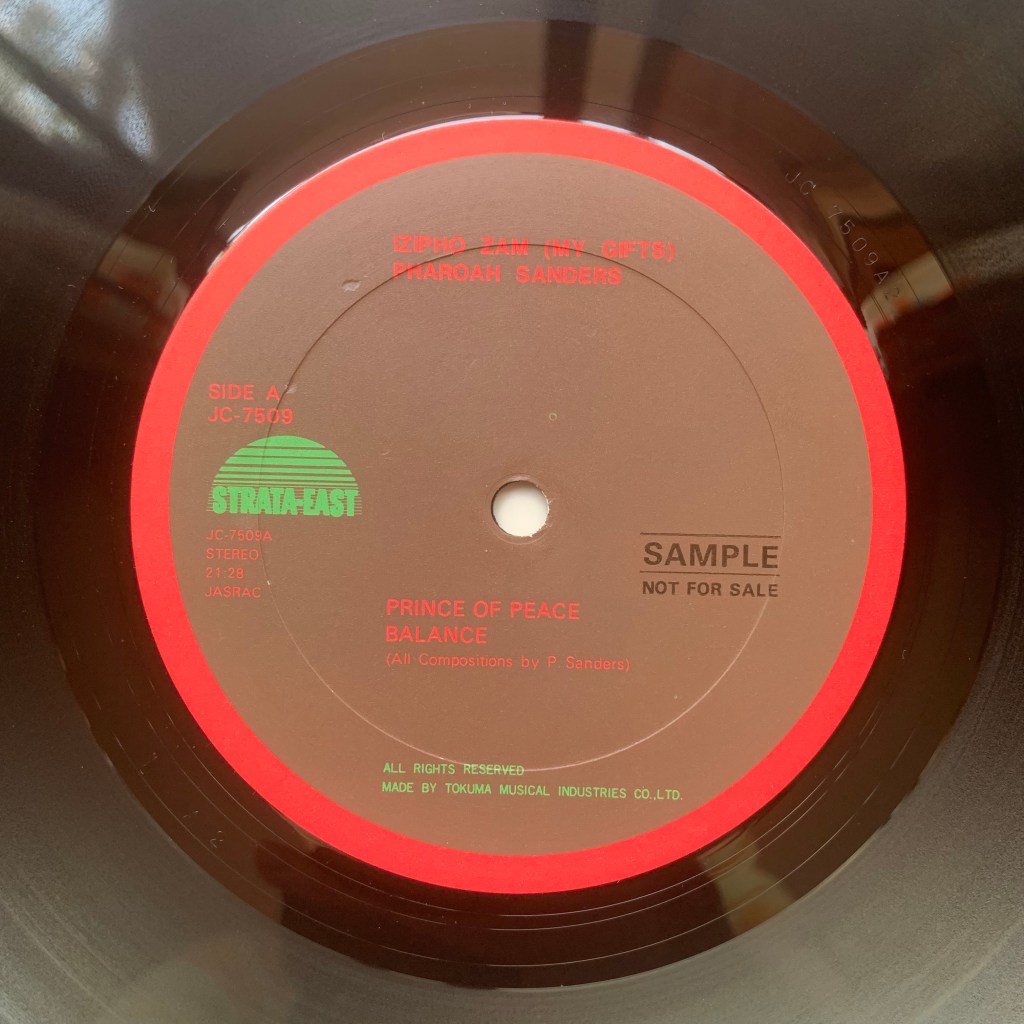 IZIPHO ZAM (MY GIFTS)
PHAROAH SANDERS
SIDE A
JC-7509
STRATA-EAST
JC-7509A
STEREO
21:28
JASRAC
SAMPLE
NOT FOR SALE
PRINCE OF PEACE
BALANCE
(All Compositions by P. Sanders)
ALL RIGHTS RESERVED
MADE BY TOKUMA MUSICAL INDUSTRIES CO.,LTD.
JC 7509A2